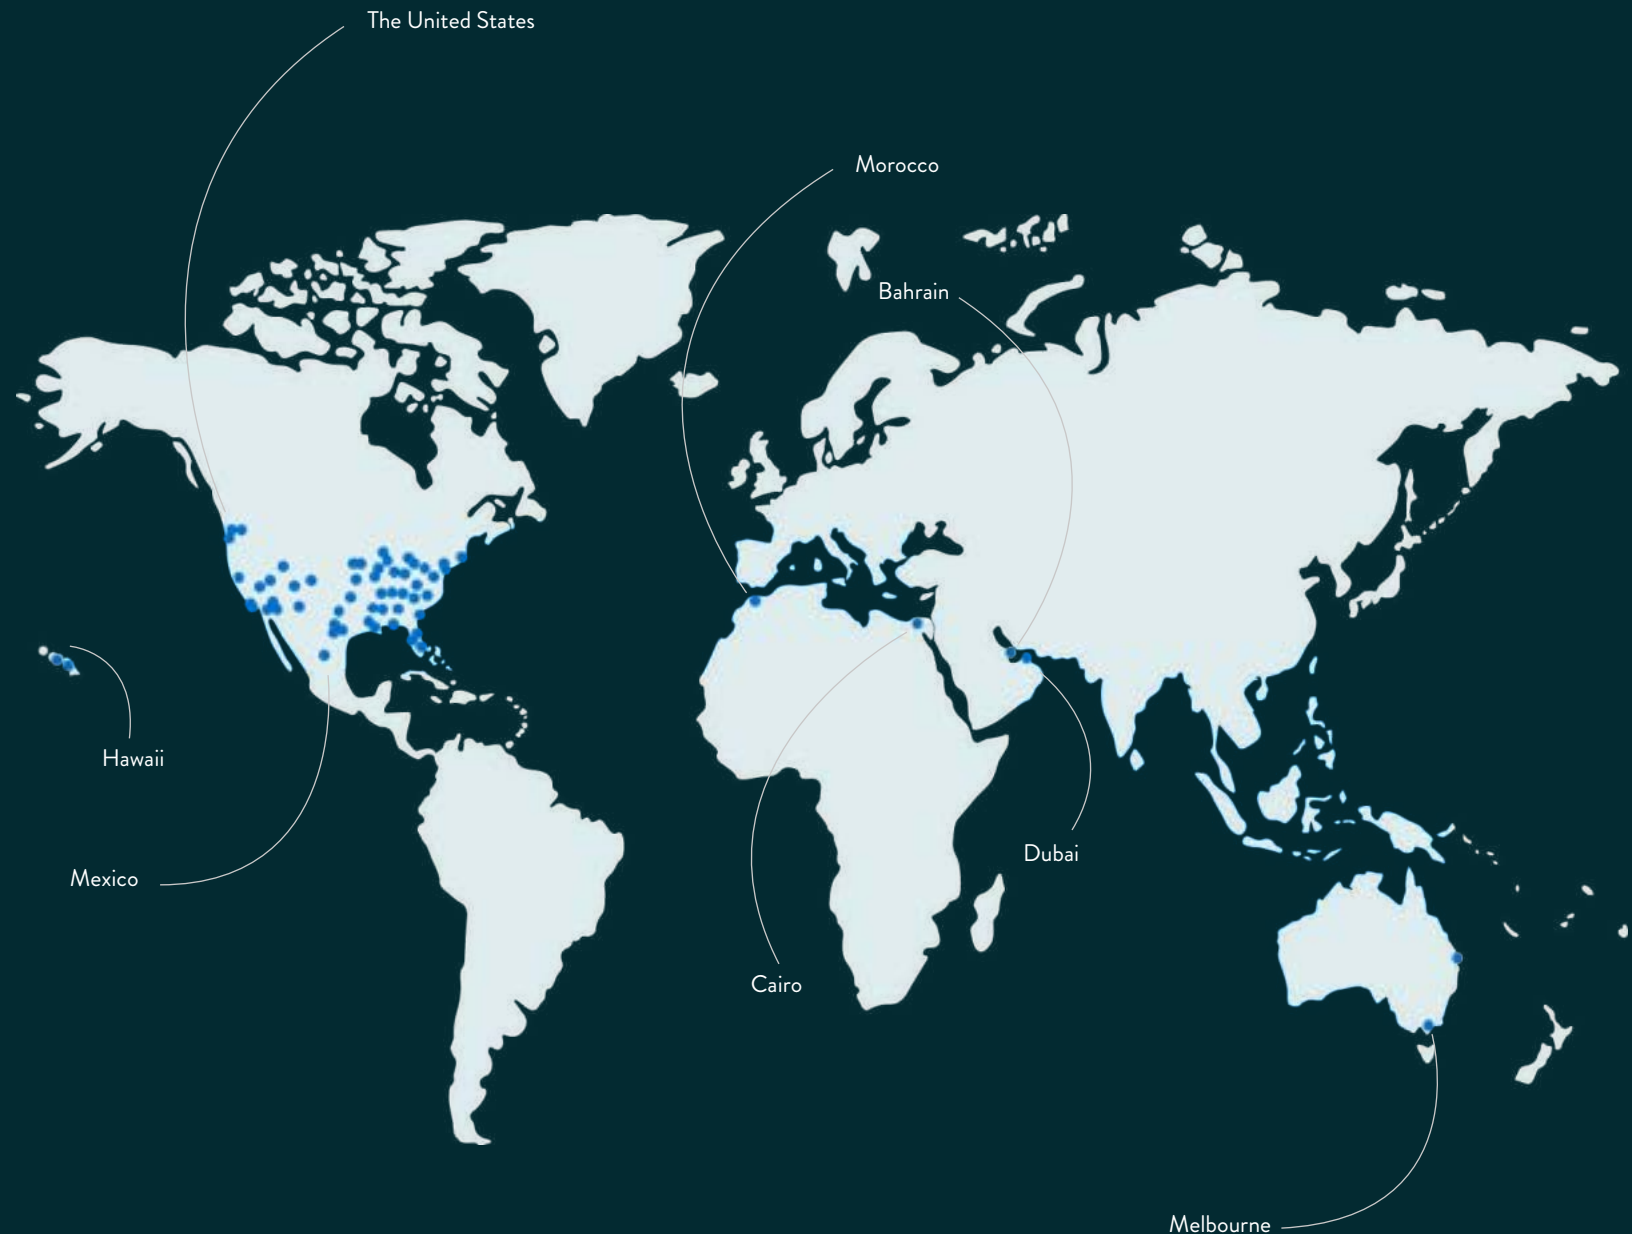 The United States
Morocco
Bahrain
Hawaii
Dubai
Mexico
Cairo
Melbourne